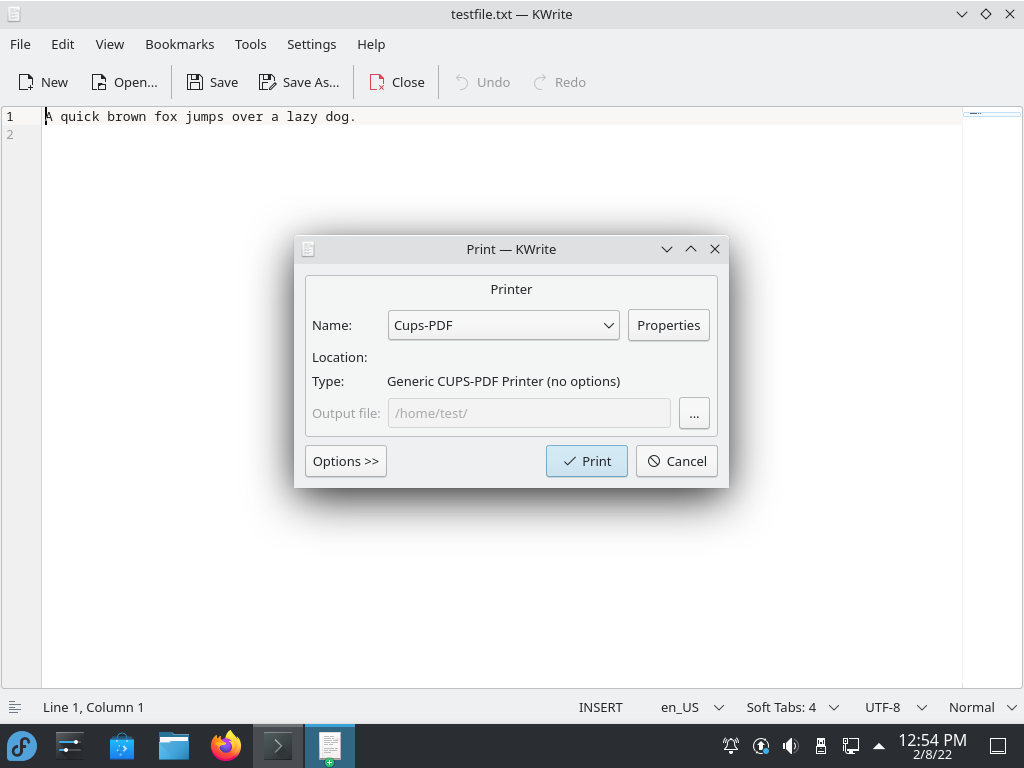 testfile.txt — KWrite
File Edit View Bookmarks Tools Settings Help
New Open... Save Save As... Close Undo Redo
1 A quick brown fox jumps over a lazy dog.
2
Print — KWrite
Printer
Name: Cups-PDF Properties
Location:
Type: Generic CUPS-PDF Printer (no options)
Output file: /home/test/ ...
Options >> Print Cancel
Line 1, Column 1 INSERT en_US Soft Tabs: 4 UTF-8 Normal
12:54 PM
2/8/22